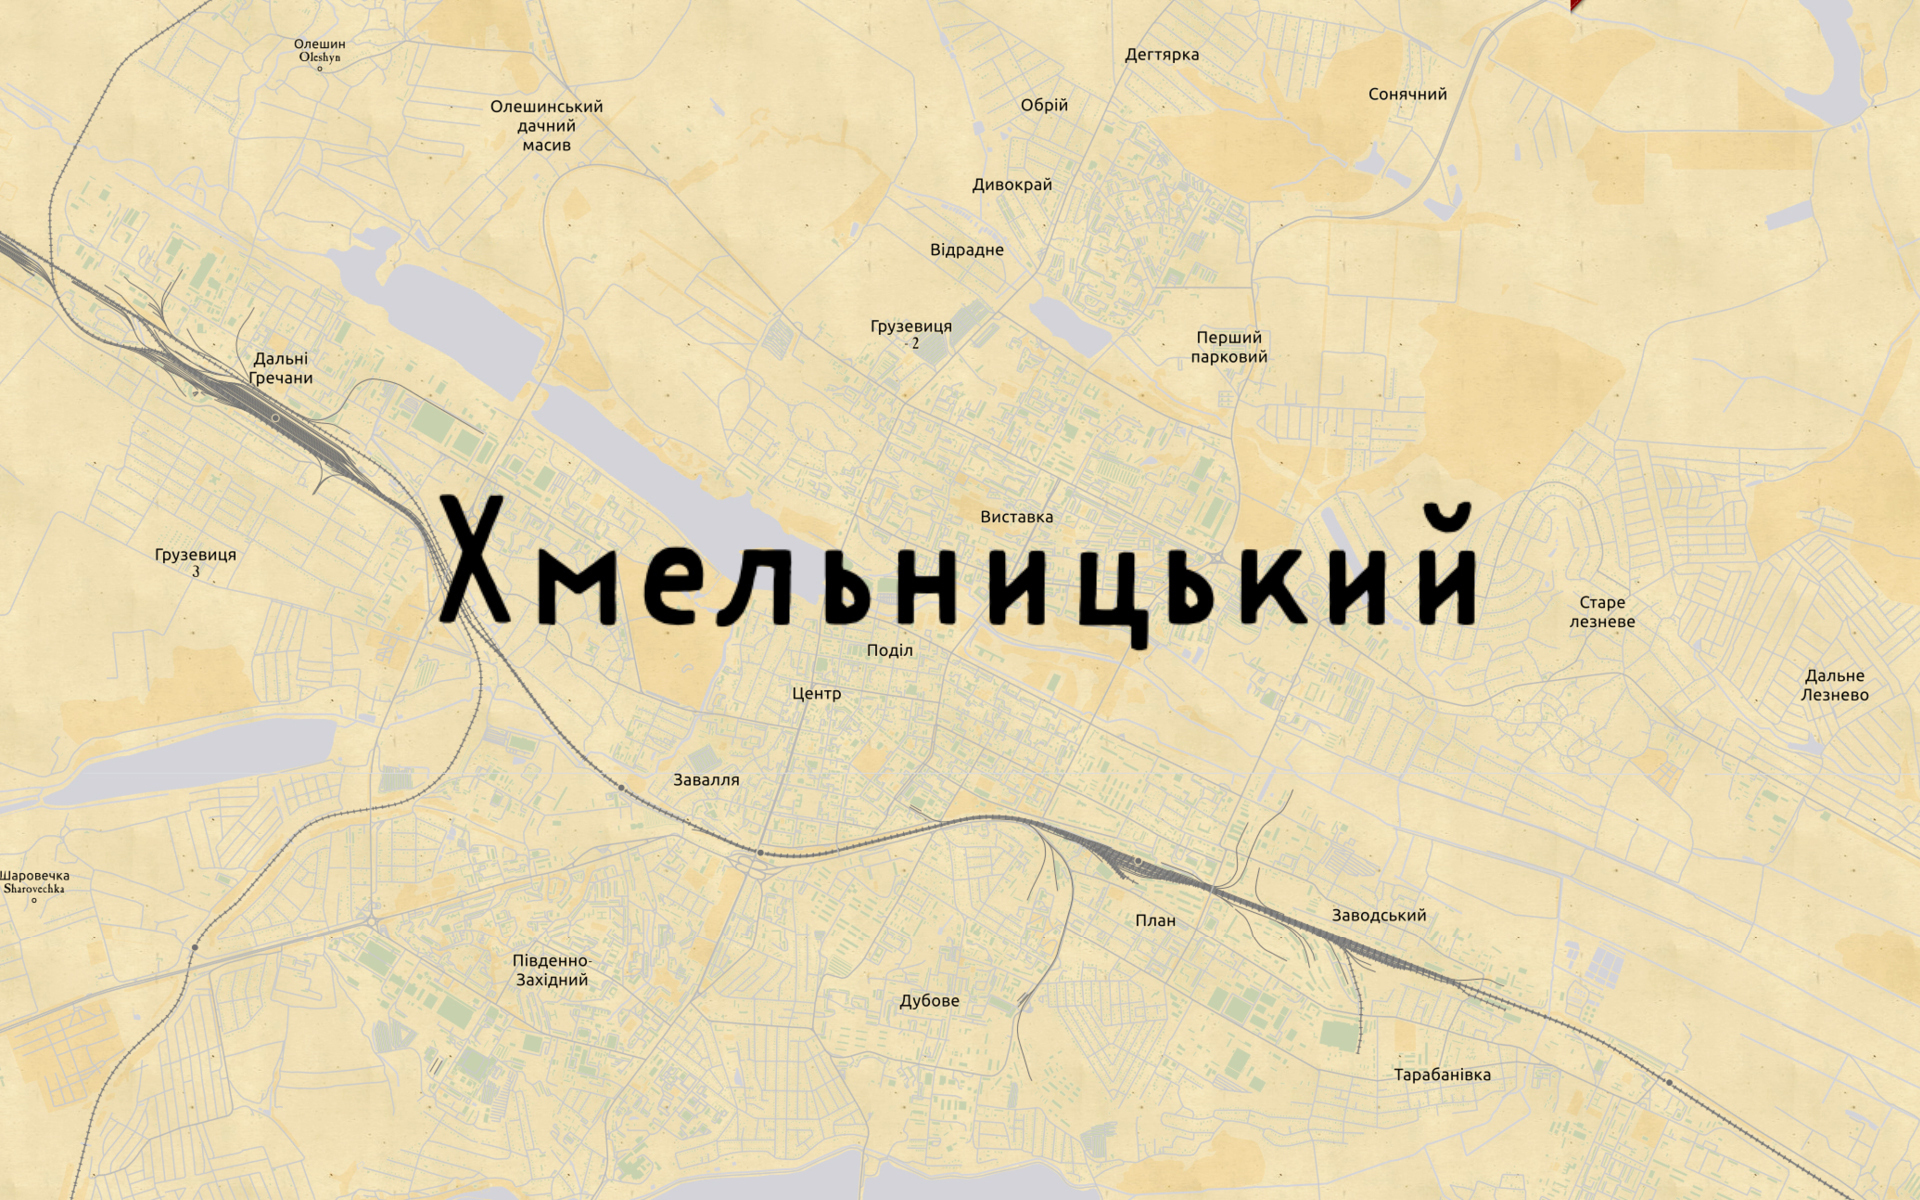 Олешин
Oleshyn
Дегтярка
Сонячний
Олешинський
дачний
масив
Обрій
Дивокрай
Відрадне
Грузевиця
- 2
Перший
парковий
Дальні
Гречани
Виставка
Хмельницький
Грузевиця
3
Старе
лезневе
Поділ
Центр
Дальне
Лезнево
Завалля
Шаровечка
Sharovechka
План
Заводський
Південно-
Західний
Дубове
Тарабанівка